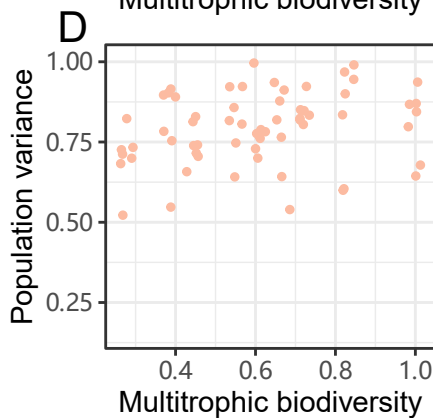 Multitrophic biodiversity
D
Population variance
1.00
0.75
0.50
0.25
0.4 0.6 0.8 1.0
Multitrophic biodiversity